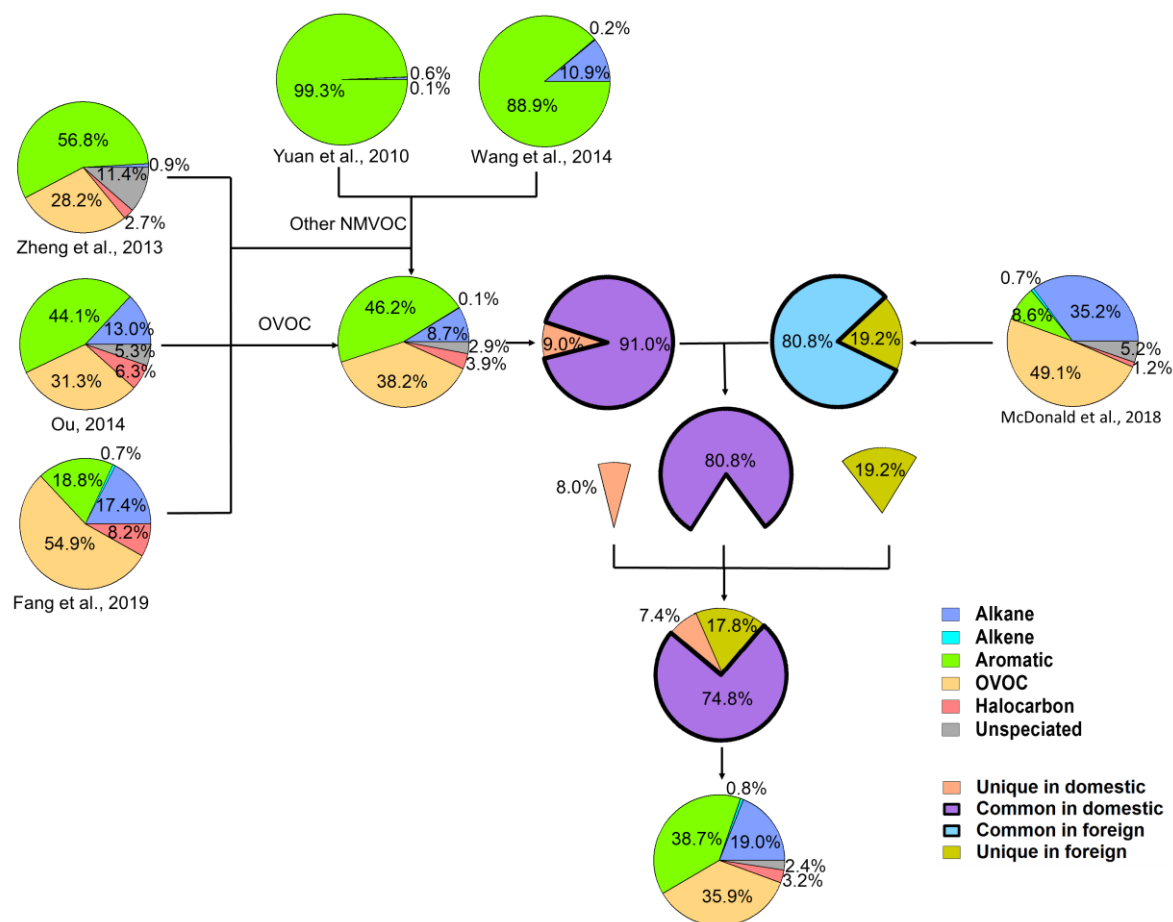 99.3%
0.6%
0.1%
Yuan et al., 2010
0.2%
10.9%
88.9%
Wang et al., 2014
56.8%
0.9%
11.4%
28.2%
2.7%
Zheng et al., 2013
Other NMVOC
44.1%
13.0%
5.3%
6.3%
31.3%
Ou, 2014
OVOC
46.2%
0.1%
8.7%
2.9%
3.9%
38.2%
9.0%
91.0%
80.8%
19.2%
0.7%
35.2%
8.6%
5.2%
1.2%
49.1%
McDonald et al., 2018
18.8%
0.7%
17.4%
8.2%
54.9%
Fang et al., 2019
8.0%
80.8%
19.2%
7.4%
17.8%
74.8%
0.8%
38.7%
19.0%
2.4%
3.2%
35.9%
Alkane
Alkene
Aromatic
OVOC
Halocarbon
Unspeciated
Unique in domestic
Common in domestic
Common in foreign
Unique in foreign